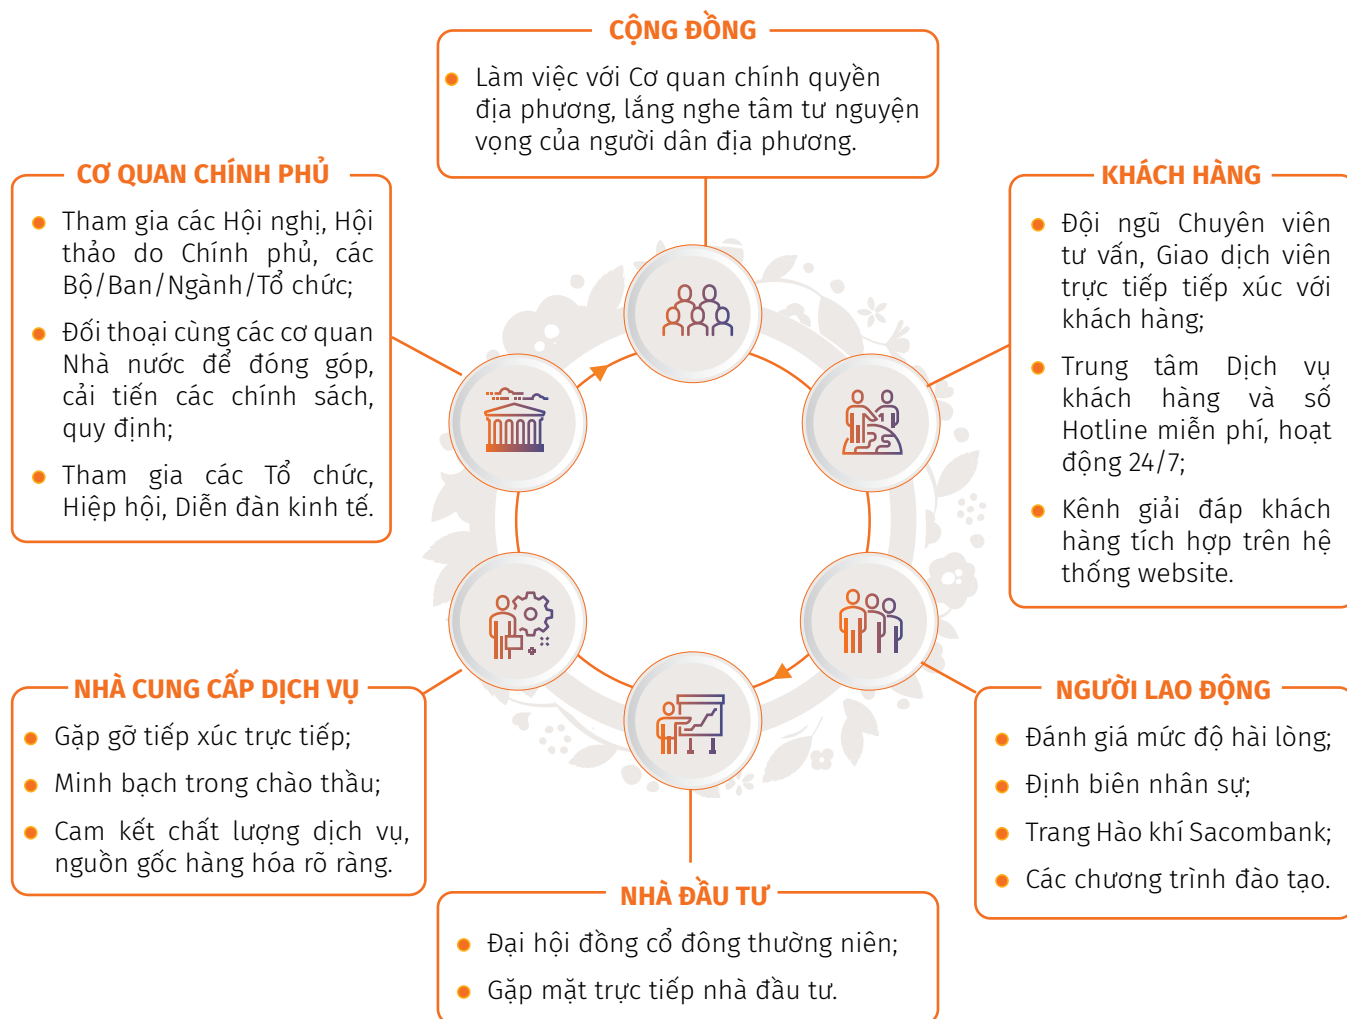 CỘNG ĐỒNG
Làm việc với Cơ quan chính quyền
địa phương, lắng nghe tâm tư nguyện
vọng của người dân địa phương.
CƠ QUAN CHÍNH PHỦ
Tham gia các Hội nghị, Hội
thảo do Chính phủ, các
Bộ/Ban/Ngành/Tổ chức;
Đối thoại cùng các cơ quan
Nhà nước để đóng góp,
cải tiến các chính sách,
quy định;
Tham gia các Tổ chức,
Hiệp hội, Diễn đàn kinh tế.
KHÁCH HÀNG
Đội ngũ Chuyên viên
tư vấn, Giao dịch viên
trực tiếp tiếp xúc với
khách hàng;
Trung tâm Dịch vụ
khách hàng và số
Hotline miễn phí, hoạt
động 24/7;
Kênh giải đáp khách
hàng tích hợp trên hệ
thống website.
NHÀ CUNG CẤP DỊCH VỤ
Gặp gỡ tiếp xúc trực tiếp;
Minh bạch trong chào thầu;
Cam kết chất lượng dịch vụ,
nguồn gốc hàng hóa rõ ràng.
NGƯỜI LAO ĐỘNG
Đánh giá mức độ hài lòng;
Định biên nhân sự;
Trang Hào khí Sacombank;
Các chương trình đào tạo.
NHÀ ĐẦU TƯ
Đại hội đồng cổ đông thường niên;
Gặp mặt trực tiếp nhà đầu tư.